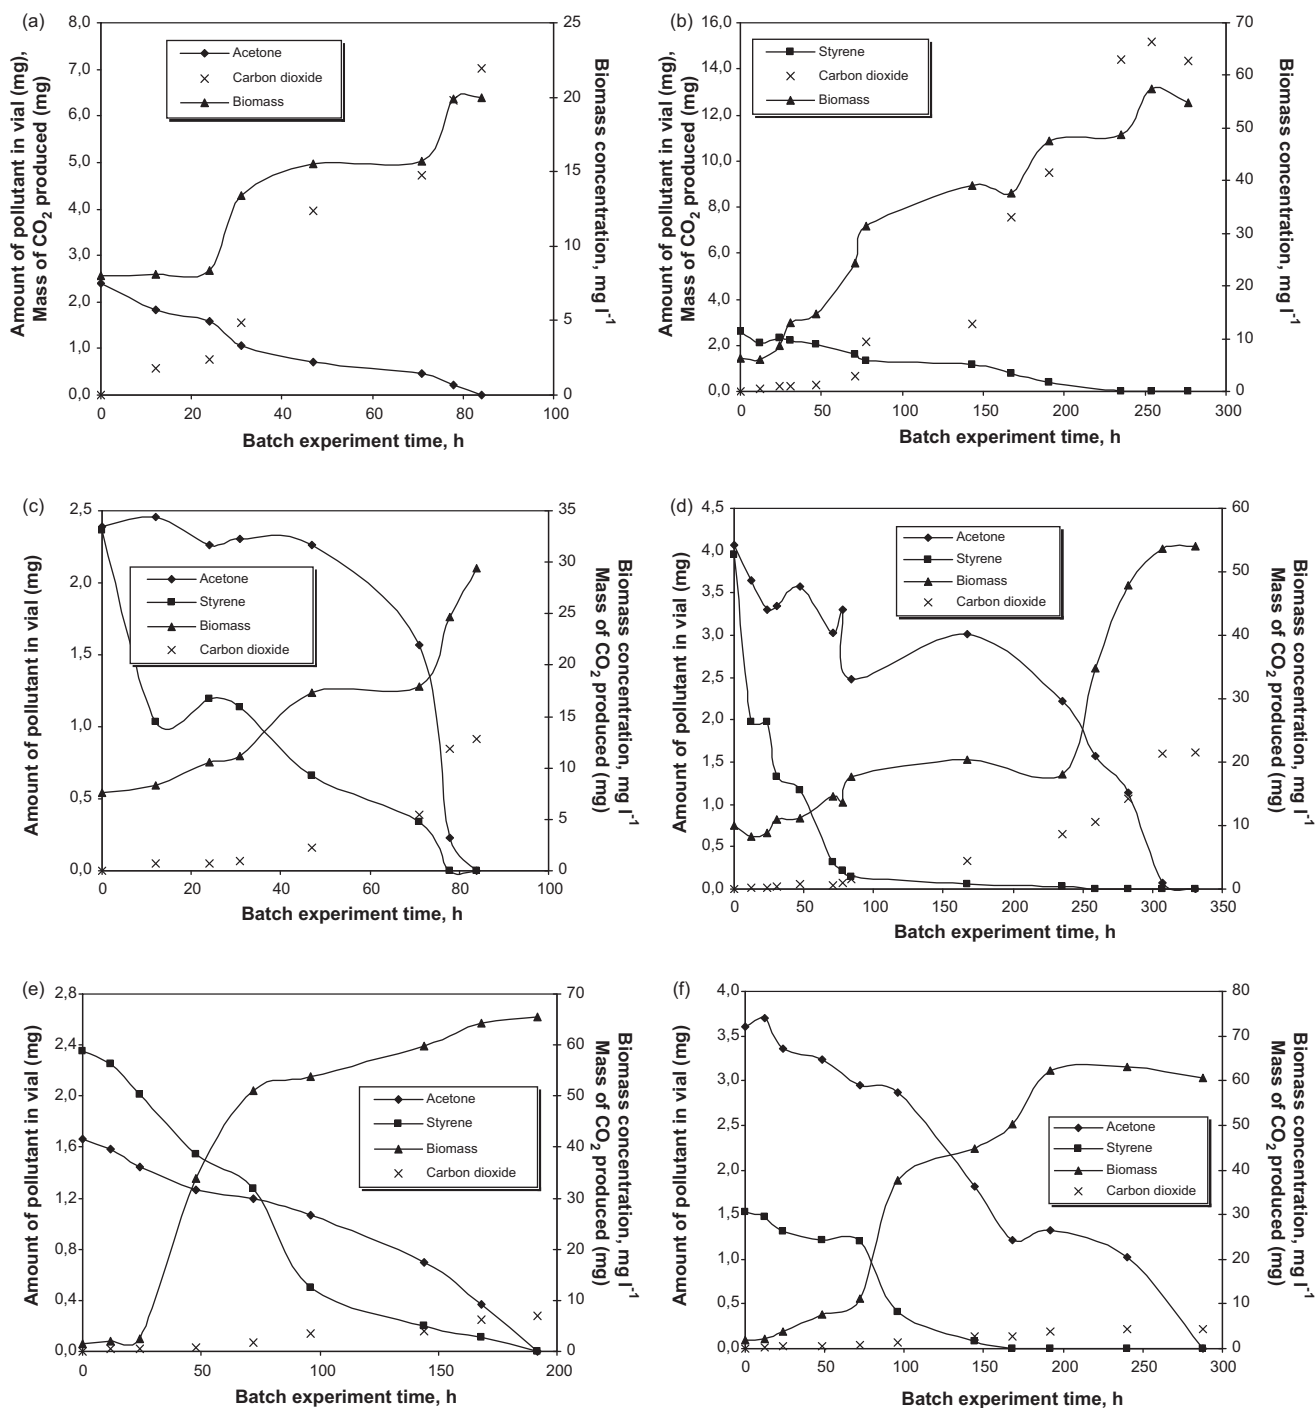 (a)
8,0
7,0
6,0
5,0
4,0
3,0
2,0
1,0
0,0
25
20
15
10
5
0
0 20 40 60 80 100
Acetone
Carbon dioxide
Biomass
Amount of pollutant in vial (mg),
Mass of CO2 produced (mg)
Biomass concentration, mg l-1
Batch experiment time, h
(b)
16,0
14,0
12,0
10,0
8,0
6,0
4,0
2,0
0,0
70
60
50
40
30
20
10
0
0 50 100 150 200 250 300
Styrene
Carbon dioxide
Biomass
Amount of pollutant in vial (mg),
Mass of CO2 produced (mg)
Biomass concentration, mg l-1
Batch experiment time, h
(c)
2,5
2,0
1,5
1,0
0,5
0,0
35
30
25
20
15
10
5
0
0 20 40 60 80 100
Acetone
Styrene
Biomass
Carbon dioxide
Amount of pollutant in vial (mg)
Biomass concentration, mg l-1
Mass of CO2 produced (mg)
Batch experiment time, h
(d)
4,5
4,0
3,5
3,0
2,5
2,0
1,5
1,0
0,5
0,0
60
50
40
30
20
10
0
0 50 100 150 200 250 300 350
Acetone
Styrene
Biomass
Carbon dioxide
Amount of pollutant in vial (mg)
Biomass concentration, mg l-1
Mass of CO2 produced (mg)
Batch experiment time, h
(e)
2,8
2,4
2,0
1,6
1,2
0,8
0,4
0,0
70
60
50
40
30
20
10
0
0 50 100 150 200
Acetone
Styrene
Biomass
Carbon dioxide
Amount of pollutant in vial (mg)
Biomass concentration, mg l-1
Mass of CO2 produced (mg)
Batch experiment time, h
(f)
4,0
3,5
3,0
2,5
2,0
1,5
1,0
0,5
0,0
80
70
60
50
40
30
20
10
0
0 50 100 150 200 250 300
Acetone
Styrene
Biomass
Carbon dioxide
Amount of pollutant in vial (mg)
Biomass concentration, mg l-1
Mass of CO2 produced (mg)
Batch experiment time, h